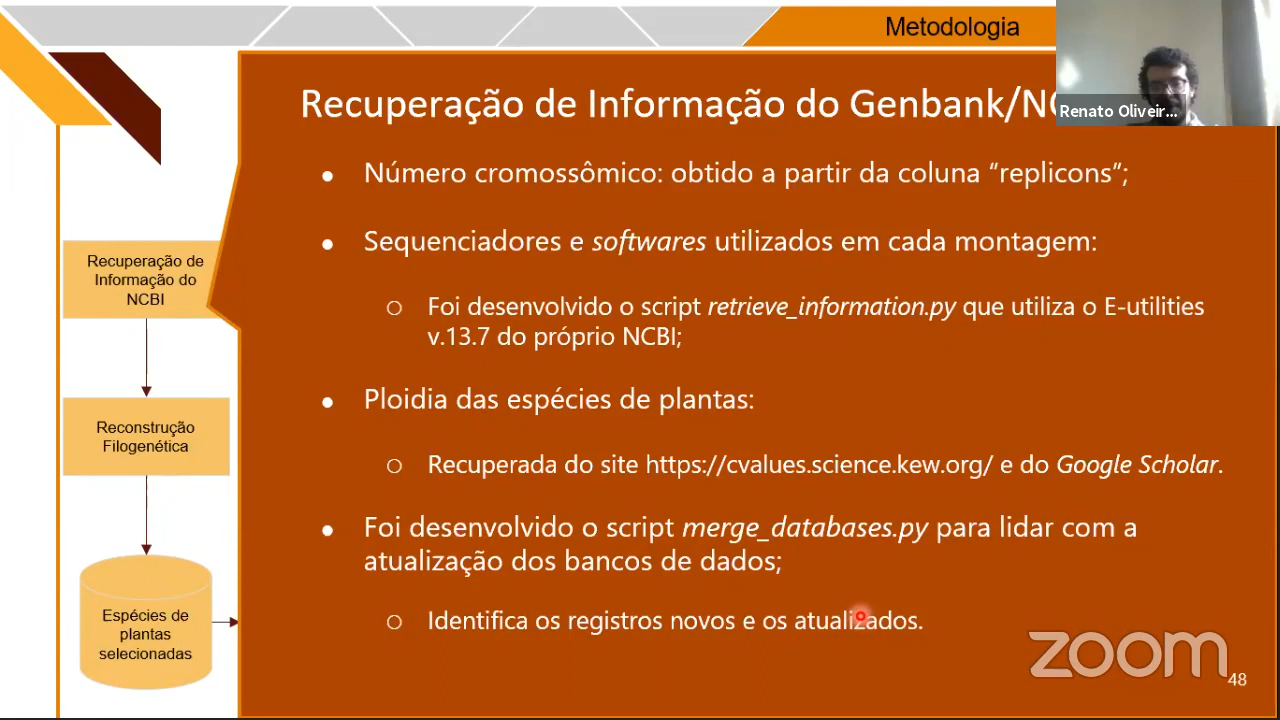 Metodologia
Renato Oliveir...
Recuperação de Informação do Genbank/NC
Número cromossômico: obtido a partir da coluna “replicons”;
Sequenciadores e softwares utilizados em cada montagem:
Foi desenvolvido o script retrieve_information.py que utiliza o E-utilities
v.13.7 do próprio NCBI;
Ploidia das espécies de plantas:
Recuperada do site https://cvalues.science.kew.org/ e do Google Scholar.
Foi desenvolvido o script merge_databases.py para lidar com a
atualização dos bancos de dados;
Identifica os registros novos e os atualizados.
Recuperação de
Informação do
NCBI
Reconstrução
Filogenética
Espécies de
plantas
selecionadas
zoom
48